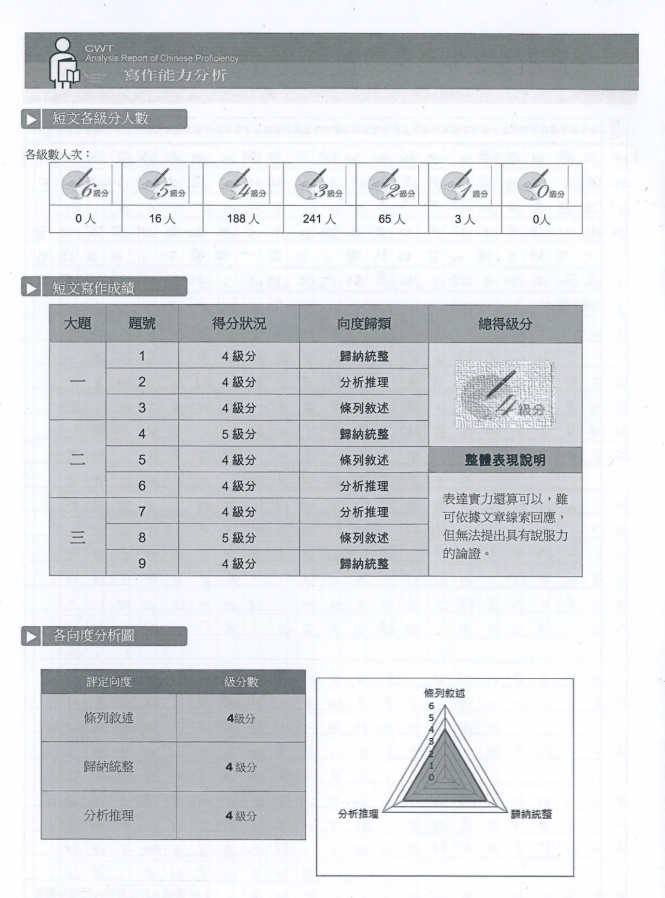 CWT
Analysis Report of Chinese Proficiency
寫作能力分析
短文各級分人數
各級數人次：
6級分 5級分 4級分 3級分 2級分 1級分 0級分
0人 16人 188人 241人 65人 3人 0人
短文寫作成績
大題 題號 得分狀況 向度歸類 總得級分
一 1 4級分 歸納統整
2 4級分 分析推理
3 4級分 條列敘述
4級分
二 4 5級分 歸納統整
5 4級分 條列敘述
整體表現說明
6 4級分 分析推理
三 7 4級分 分析推理
8 5級分 條列敘述
9 4級分 歸納統整
表達實力還算可以，雖
可依據文章線索回應，
但無法提出具有說服力
的論證。
各向度分析圖
評定向度 級分數
條列敘述 4級分
歸納統整 4級分
分析推理 4級分
條列敘述
6
5
4
3
2
1
0
分析推理 歸納統整